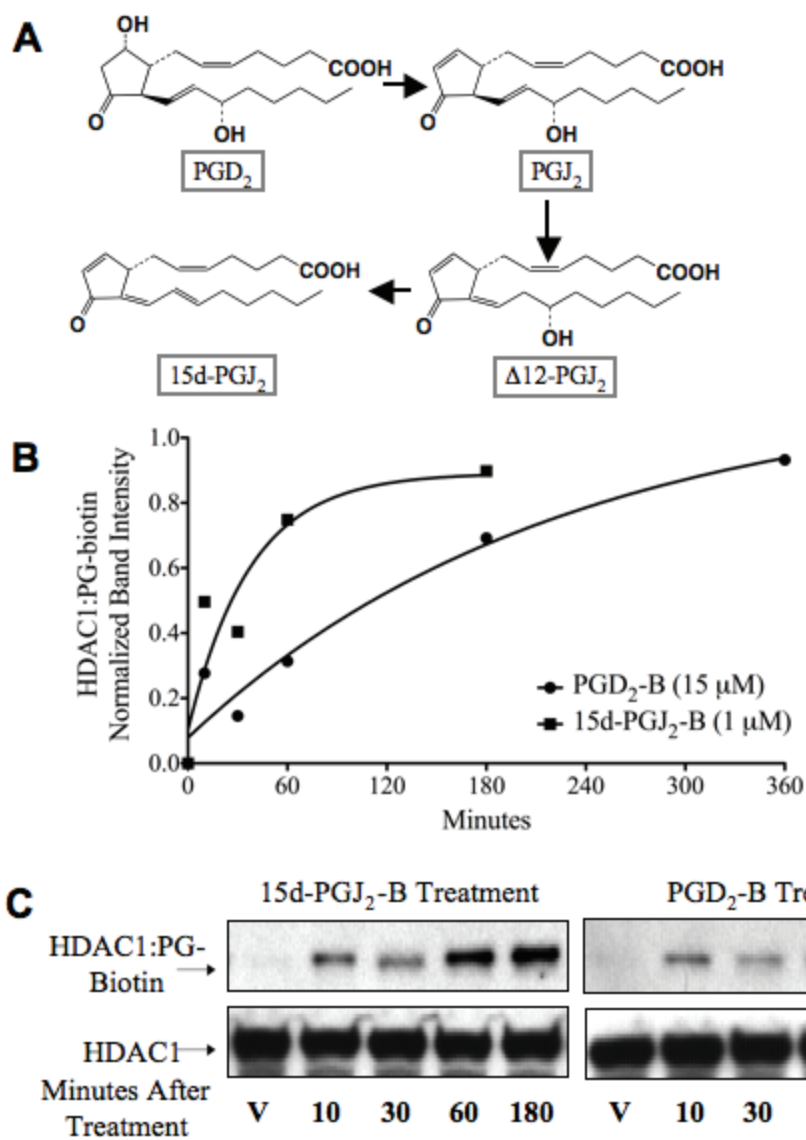 A
OH
COOH
O
OH
PGD2
COOH
O
OH
PGJ2
COOH
O
15d-PGJ2
COOH
O
OH
Δ12-PGJ2
B
HDAC1:PG-biotin
Normalized Band Intensity
1.0
0.8
0.6
0.4
0.2
0.0
0 60 120 180 240 300 360
Minutes
PGD2-B (15 μM)
15d-PGJ2-B (1 μM)
C
15d-PGJ2-B Treatment
PGD2-B
HDAC1:PG-
Biotin
HDAC1
Minutes After
Treatment
V 10 30 60 180
V 10 30